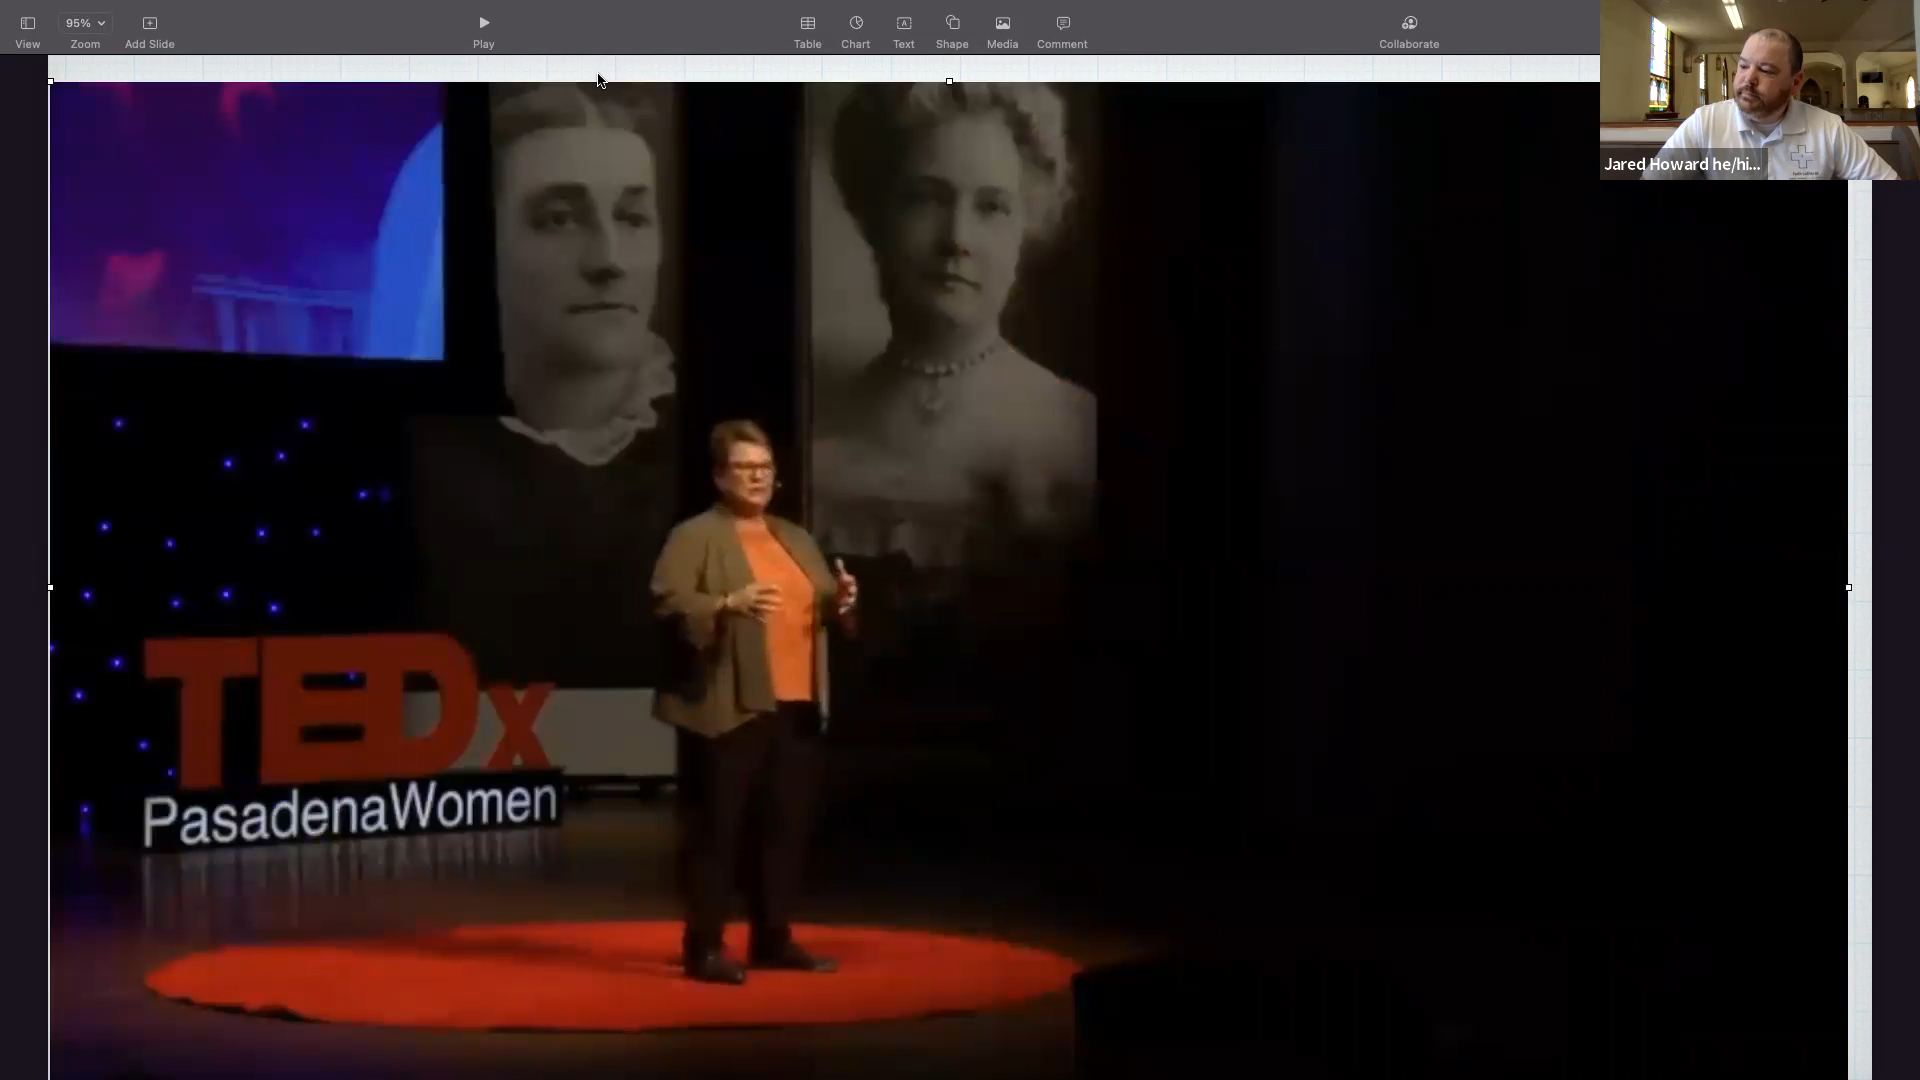 95%
View
Zoom
Add Slide
Play
Table
Chart
Text
Shape
Media
Comment
Collaborate
Jared Howard he/hi...
TEDx
PasadenaWomen